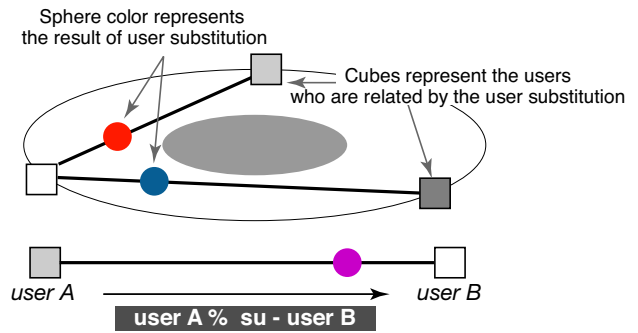 Sphere color represents
the result of user substitution
Cubes represent the users
who are related by the user substitution
user A
user B
user A % su - user B